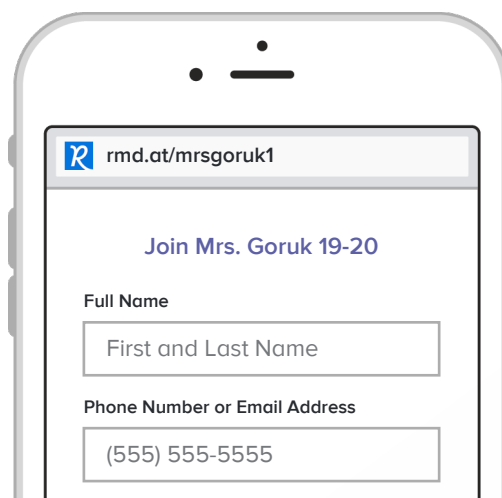 rmd.at/mrsgoruk1
Join Mrs. Goruk 19-20
Full Name
First and Last Name
Phone Number or Email Address
(555) 555-5555